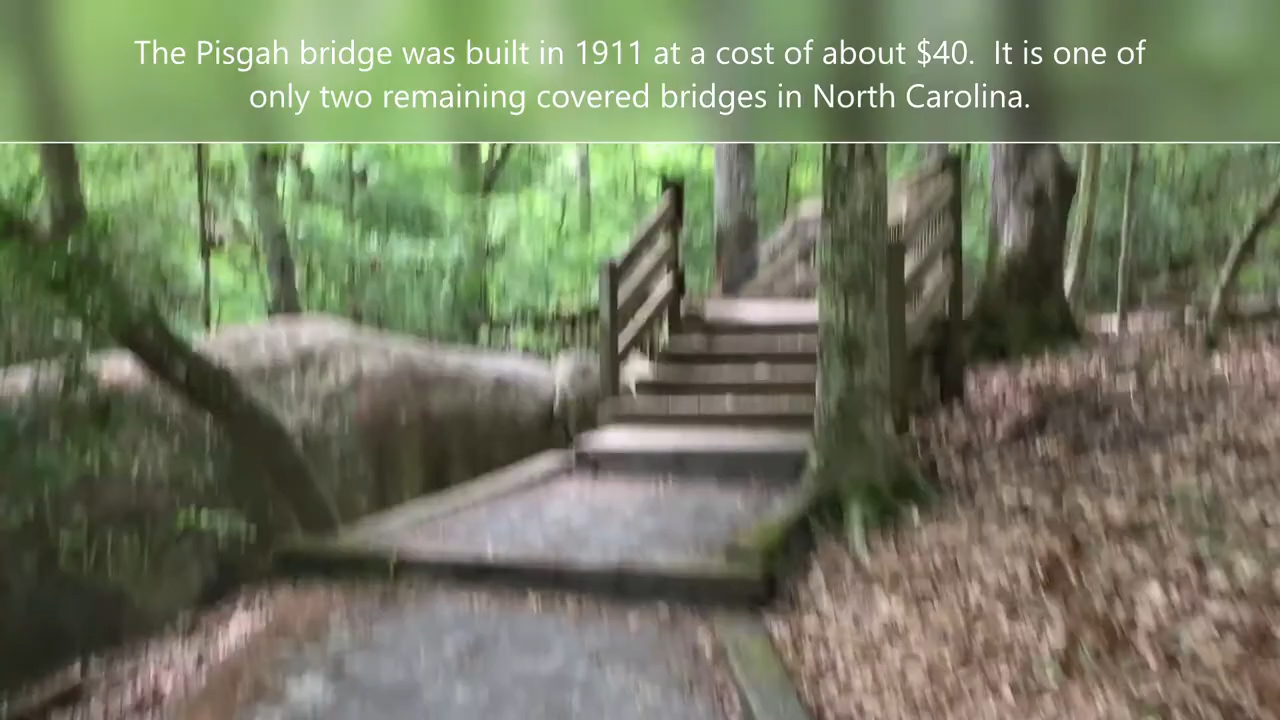 The Pisgah bridge was built in 1911 at a cost of about $40.  It is one of
only two remaining covered bridges in North Carolina.